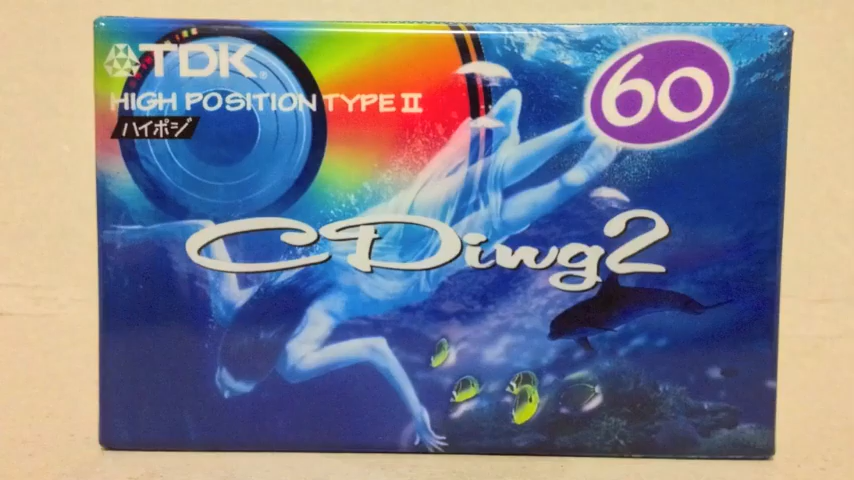 TDK®
60
HIGH POSITION TYPE II
ハイポジ
CDing2